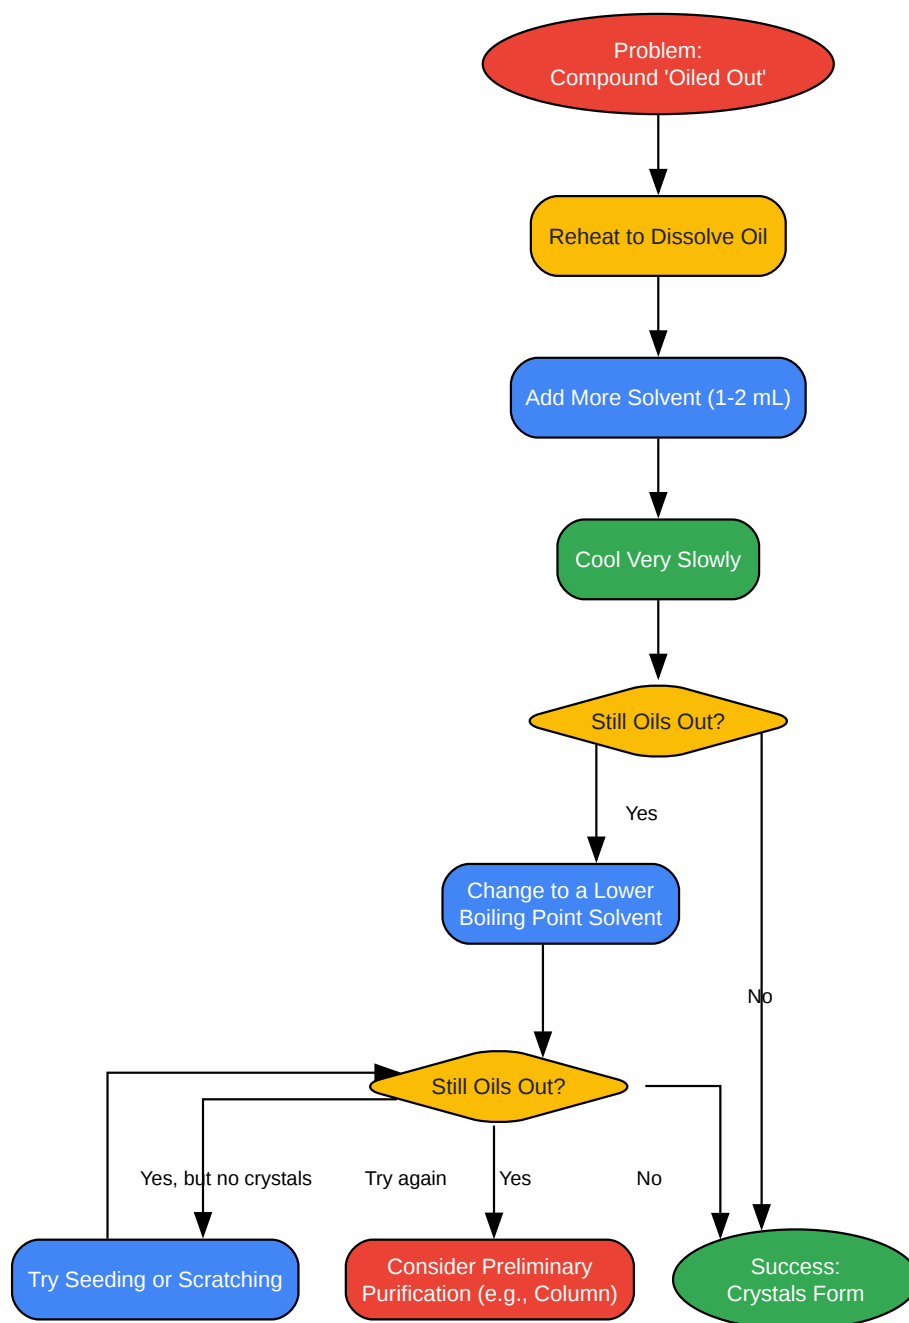 Problem:
Compound 'Oiled Out'
Reheat to Dissolve Oil
Add More Solvent (1-2 mL)
Cool Very Slowly
Still Oils Out?
Yes
Change to a Lower
Boiling Point Solvent
No
Still Oils Out?
Yes, but no crystals
Try again
Yes
No
Try Seeding or Scratching
Consider Preliminary
Purification (e.g., Column)
Success:
Crystals Form